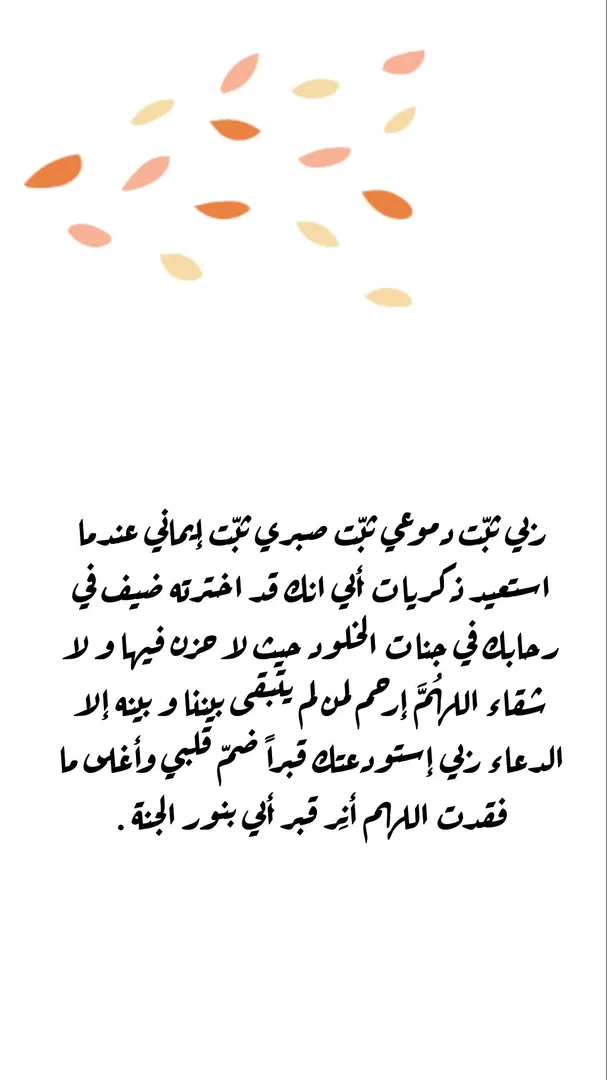 ربي ثبّت دموعي ثبّت صبري ثبّت إيماني عندما
استعيد ذكريات أبي انك قد اخترته ضيف في
رحابك في جنات الخلود حيث لا حزن فيها و لا
شقاء اللهُمَّ إرحم لمن لم يتبقى بيننا و بينه إلا
الدعاء ربي إستودعتك قبراً ضمّ قلبي وأغلى ما
فقدت اللهم أنِر قبر أبي بنور الجنة .